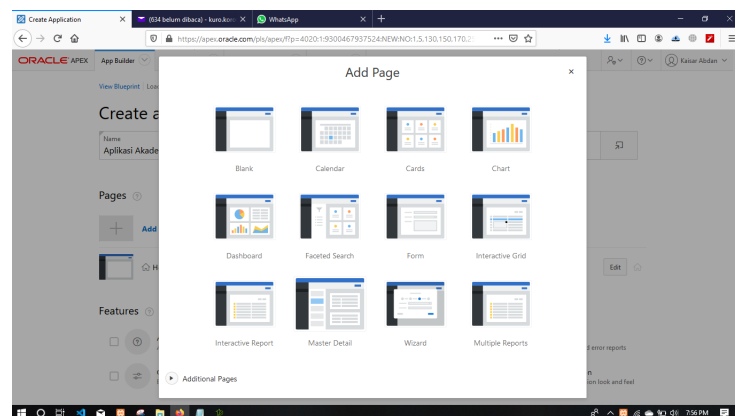 Create Application
(634 belum dibaca) - kuro.kore
WhatsApp
https://apex.oracle.com/pls/apex/f?p=4020:1:9300467937524:NEW:NO:1,5,130,150,170,2
ORACLE APEX
App Builder
Kaisar Abdan
Add Page
View Blueprint
Create a
Name
Aplikasi Akade
Pages
Add
Blank
Calendar
Cards
Chart
Edit
Dashboard
Faceted Search
Form
Interactive Grid
Features
Interactive Report
Master Detail
Wizard
Multiple Reports
error reports
Additional Pages
ion look and feel
7:56 PM